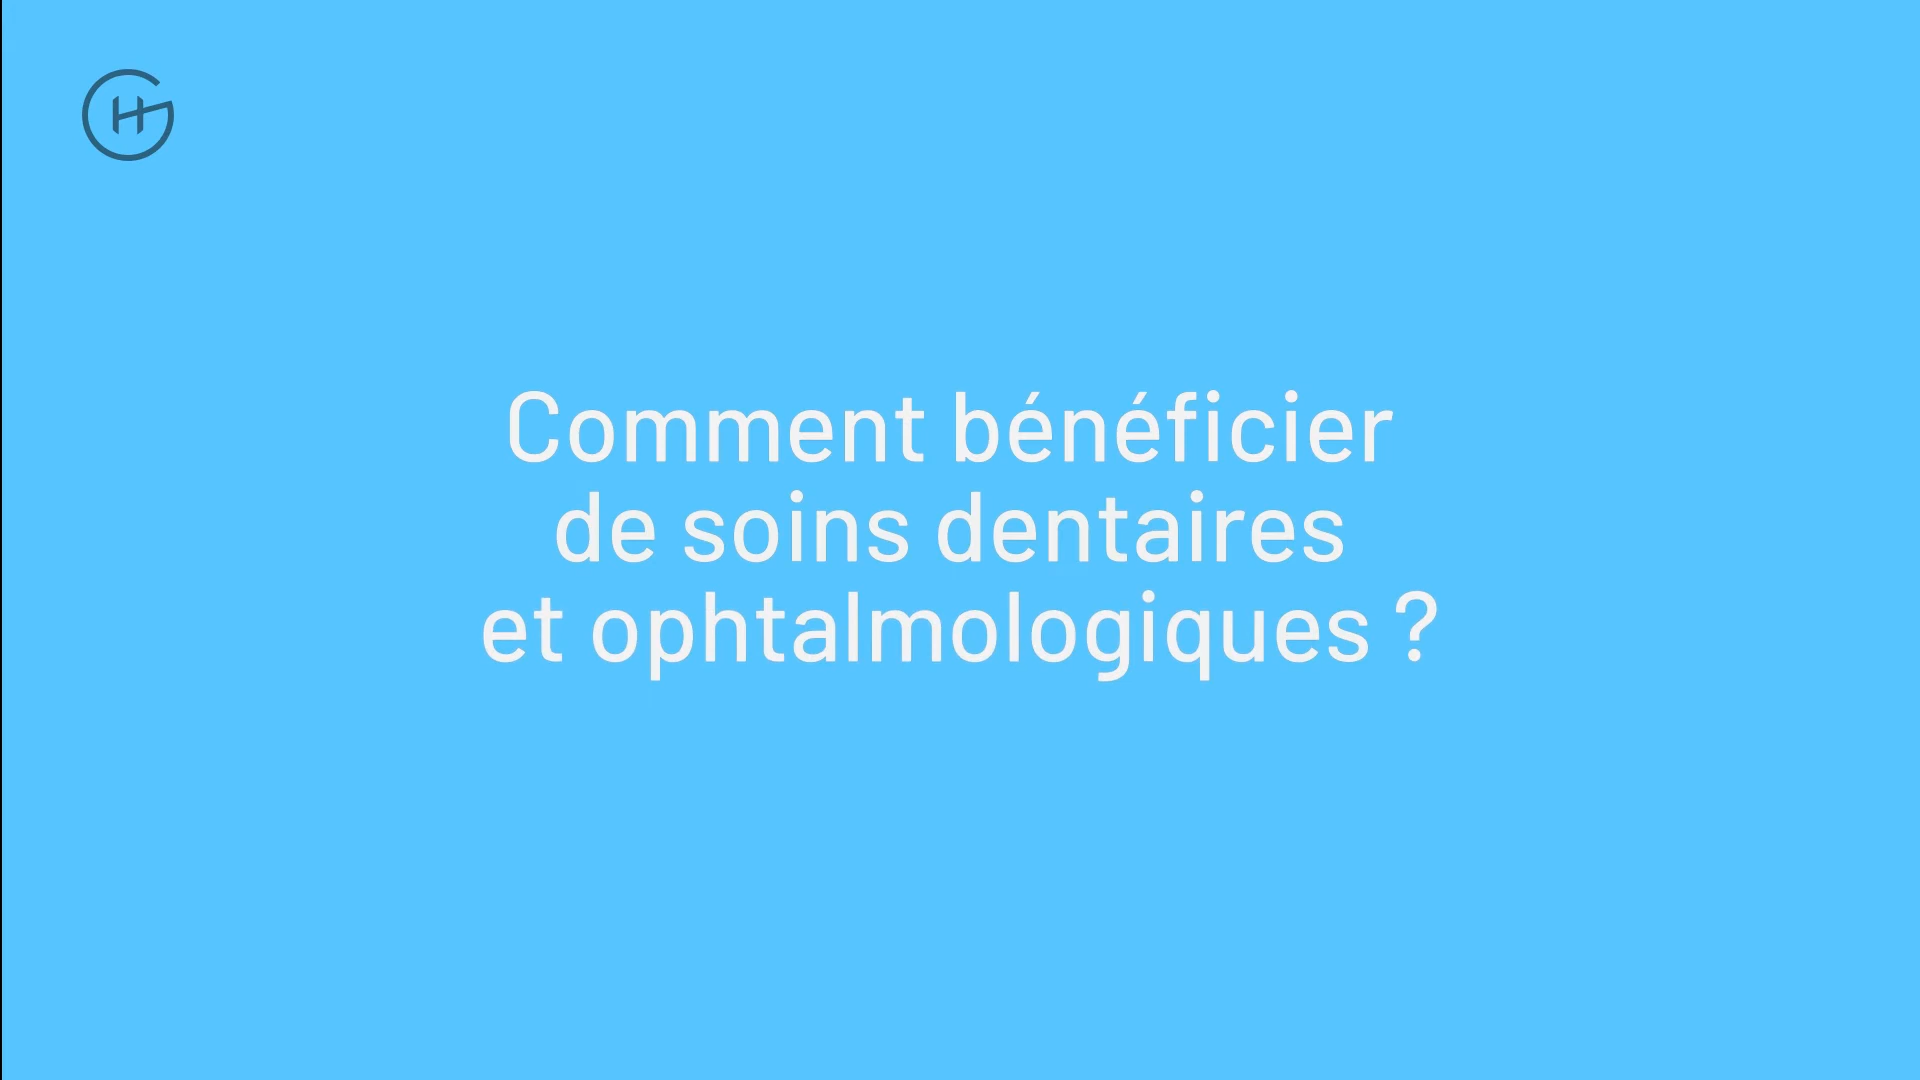 Comment bénéficier
de soins dentaires
et ophtalmologiques ?